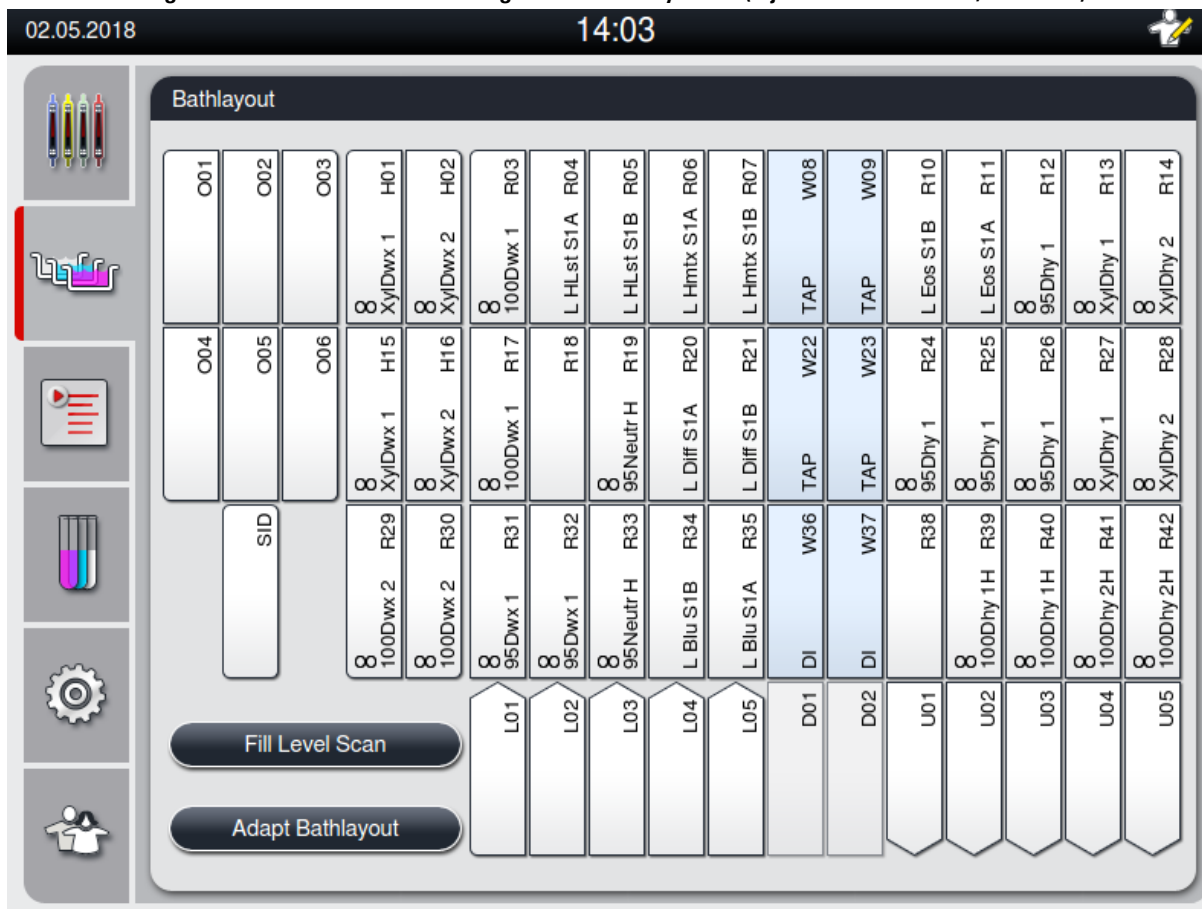 02.05.2018
14:03
Bathlayout
O01
O02
O03
H01
∞
XylDwx 1
H02
∞
XylDwx 2
R03
∞
100Dwx 1
R04
L HLst S1A
R05
L HLst S1B
R06
L Hmtx S1A
R07
L Hmtx S1B
W08
TAP
W09
TAP
R10
L Eos S1B
R11
L Eos S1A
R12
∞
95Dhy 1
R13
∞
XylDhy 1
R14
∞
XylDhy 2
O04
O05
O06
H15
∞
XylDwx 1
H16
∞
XylDwx 2
R17
∞
100Dwx 1
R18
R19
∞
95Neutr H
R20
L Diff S1A
R21
L Diff S1B
W22
TAP
W23
TAP
R24
∞
95Dhy 1
R25
∞
95Dhy 1
R26
∞
95Dhy 1
R27
∞
XylDhy 1
R28
∞
XylDhy 2
SID
R29
∞
100Dwx 2
R30
∞
100Dwx 2
R31
∞
95Dwx 1
R32
∞
95Dwx 1
R33
∞
95Neutr H
R34
L Blu S1B
R35
L Blu S1A
W36
DI
W37
DI
R38
R39
∞
100Dhy 1H
R40
∞
100Dhy 1H
R41
∞
100Dhy 2H
R42
∞
100Dhy 2H
L01
L02
L03
L04
L05
D01
D02
U01
U02
U03
U04
U05
Fill Level Scan
Adapt Bathlayout